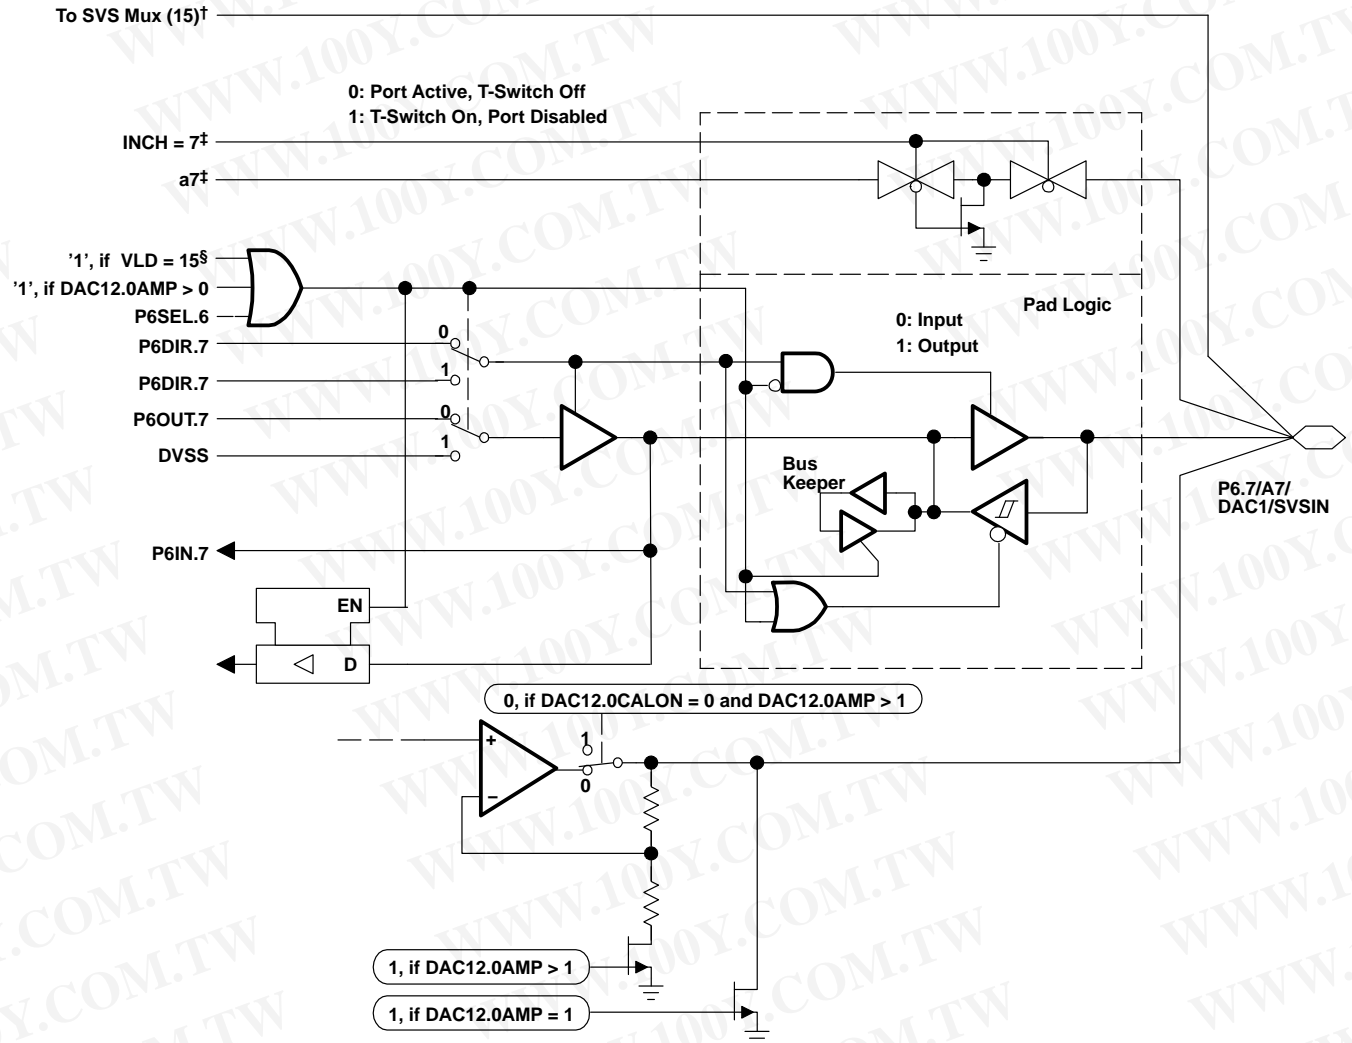 To SVS Mux (15)†
0: Port Active, T-Switch Off
1: T-Switch On, Port Disabled
INCH = 7‡
a7‡
'1', if VLD = 15§
'1', if DAC12.0AMP > 0
P6SEL.6
P6DIR.7
0
P6DIR.7
1
P6OUT.7
0
DVSS
1
Pad Logic
0: Input
1: Output
Bus
Keeper
P6.7/A7/
DAC1/SVSIN
P6IN.7
EN
D
0, if DAC12.0CALON = 0 and DAC12.0AMP > 1
+
−
1
0
1, if DAC12.0AMP > 1
1, if DAC12.0AMP = 1
WWW.100Y.COM.TW